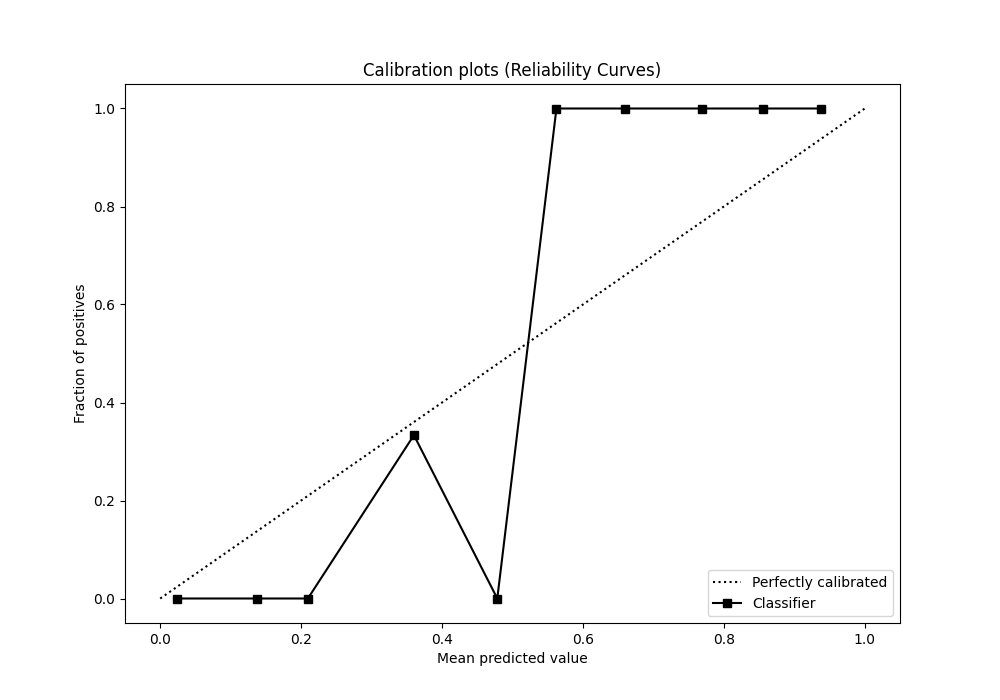 Calibration plots (Reliability Curves)
1.0
0.8
0.6
0.4
0.2
0.0
Fraction of positives
0.0 0.2 0.4 0.6 0.8 1.0
Mean predicted value
Perfectly calibrated
Classifier